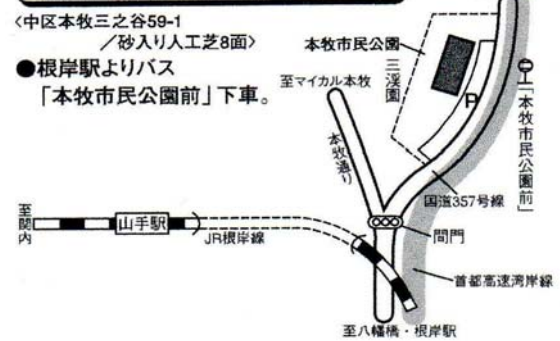 〈中区本牧三之谷59-1
／砂入り人工芝8面〉
●根岸駅よりバス
「本牧市民公園前」下車。
本牧市民公園
三渓園
至マイカル本牧
P
「本牧市民公園前」
本牧通り
国道357号線
至関内
山手駅
JR根岸線
間門
首都高速湾岸線
至八幡橋・根岸駅